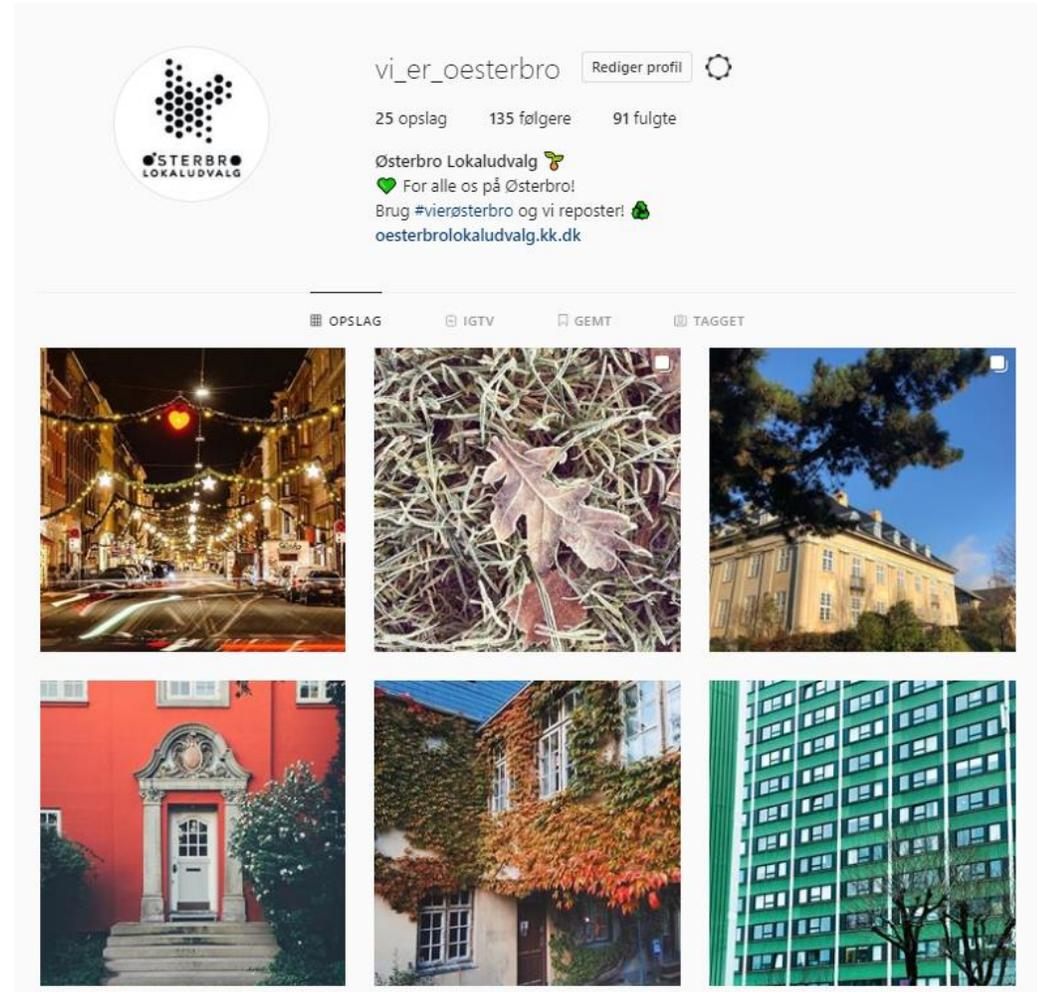 ØSTERBRO
LOKALUDVALG
vi_er_oesterbro Rediger profil
25 opslag 135 følgere 91 fulgte
Østerbro Lokaludvalg
For alle os på Østerbro!
Brug #vierøsterbro og vi reposter!
oesterbrolokaludvalg.kk.dk
OPSLAG IGTV GEMT TAGGET